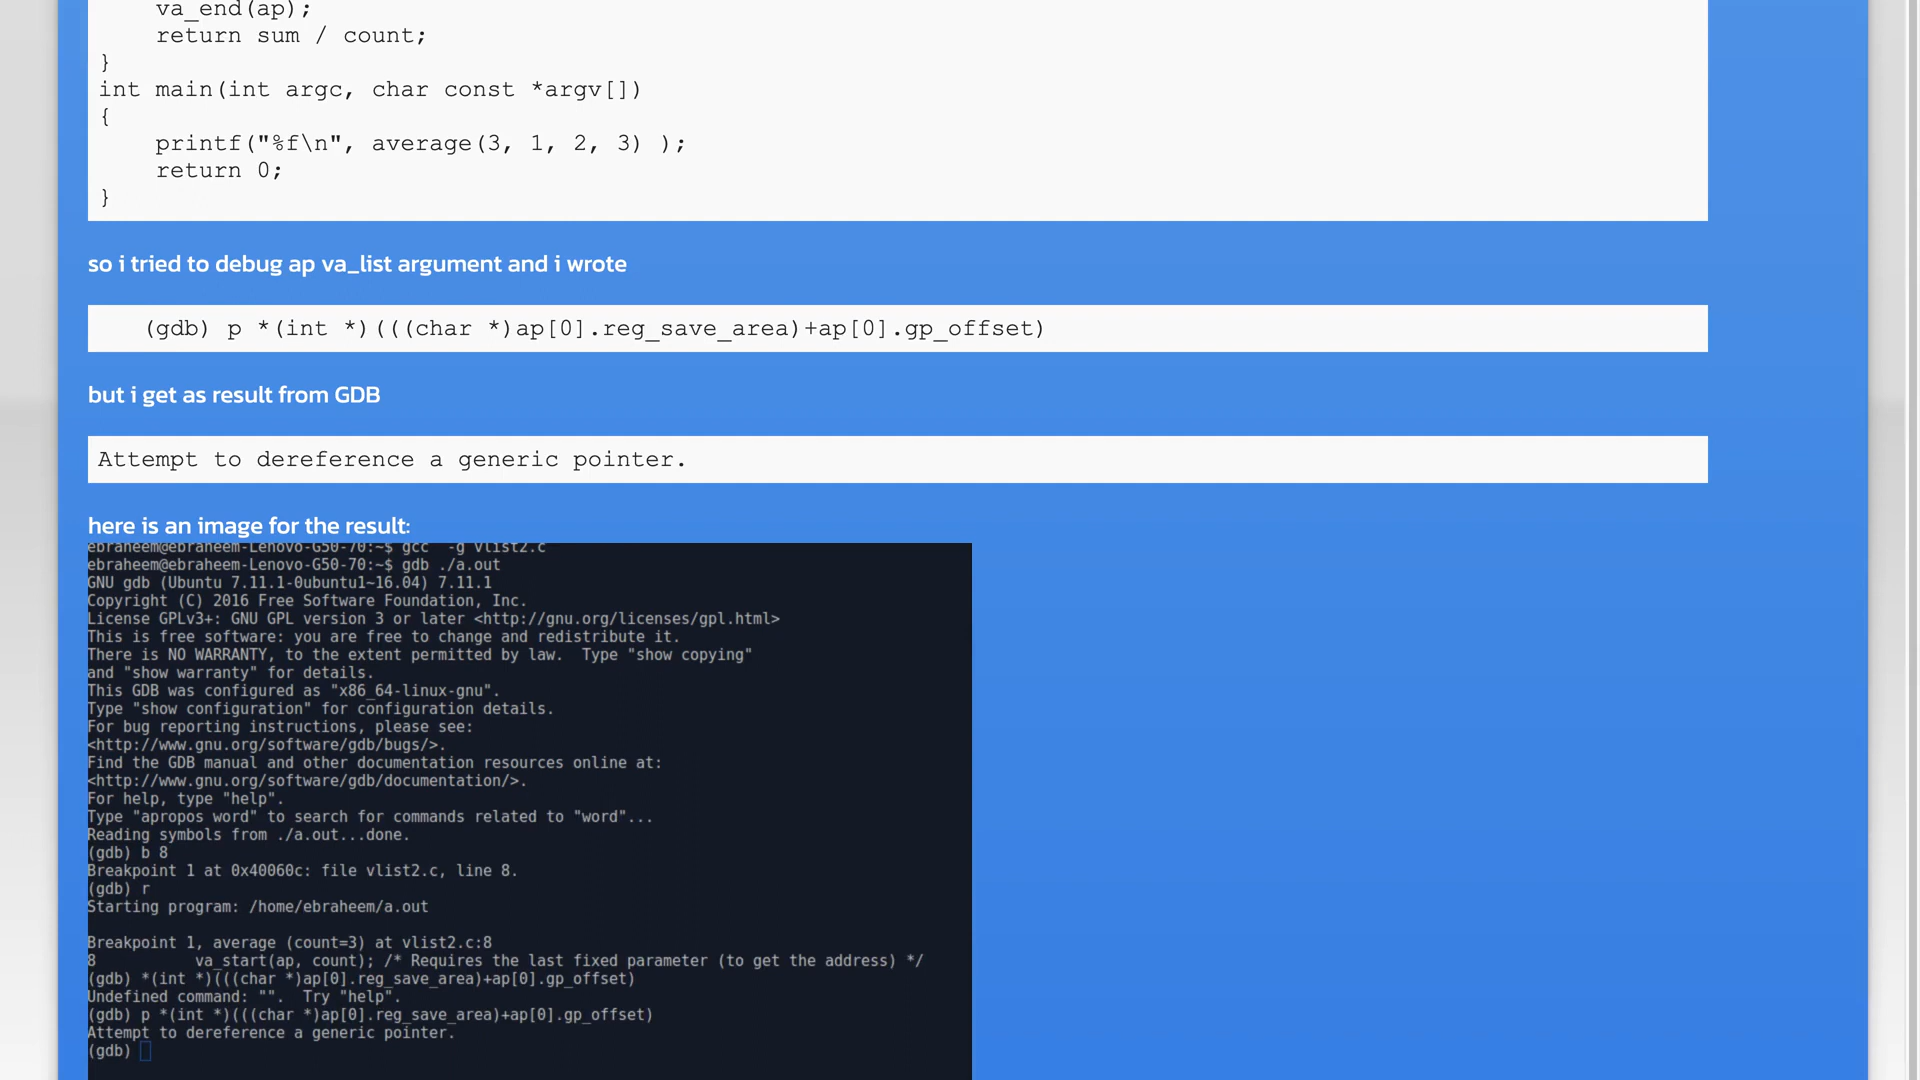 va_end(ap);
return sum / count;
}
int main(int argc, char const *argv[])
{
printf("%f\n", average(3, 1, 2, 3) );
return 0;
}
so i tried to debug ap va_list argument and i wrote
(gdb) p *(int *)(((char *)ap[0].reg_save_area)+ap[0].gp_offset)
but i get as result from GDB
Attempt to dereference a generic pointer.
here is an image for the result:
ebraheem@ebraheem-Lenovo-G50-70:~$ gcc  -g vlist2.c
ebraheem@ebraheem-Lenovo-G50-70:~$ gdb ./a.out
GNU gdb (Ubuntu 7.11.1-0ubuntu1~16.04) 7.11.1
Copyright (C) 2016 Free Software Foundation, Inc.
License GPLv3+: GNU GPL version 3 or later <http://gnu.org/licenses/gpl.html>
This is free software: you are free to change and redistribute it.
There is NO WARRANTY, to the extent permitted by law.  Type "show copying"
and "show warranty" for details.
This GDB was configured as "x86_64-linux-gnu".
Type "show configuration" for configuration details.
For bug reporting instructions, please see:
<http://www.gnu.org/software/gdb/bugs/>.
Find the GDB manual and other documentation resources online at:
<http://www.gnu.org/software/gdb/documentation/>.
For help, type "help".
Type "apropos word" to search for commands related to "word"...
Reading symbols from ./a.out...done.
(gdb) b 8
Breakpoint 1 at 0x40060c: file vlist2.c, line 8.
(gdb) r
Starting program: /home/ebraheem/a.out
Breakpoint 1, average (count=3) at vlist2.c:8
8           va_start(ap, count); /* Requires the last fixed parameter (to get the address) */
(gdb) *(int *)(((char *)ap[0].reg_save_area)+ap[0].gp_offset)
Undefined command: "".  Try "help".
(gdb) p *(int *)(((char *)ap[0].reg_save_area)+ap[0].gp_offset)
Attempt to dereference a generic pointer.
(gdb)